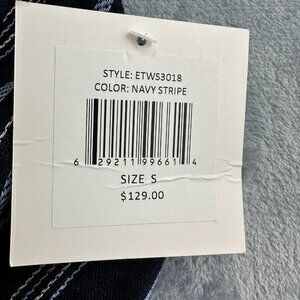 STYLE: ETWS3018
COLOR: NAVY STRIPE
6 29211 99661 4
SIZE S
$129.00